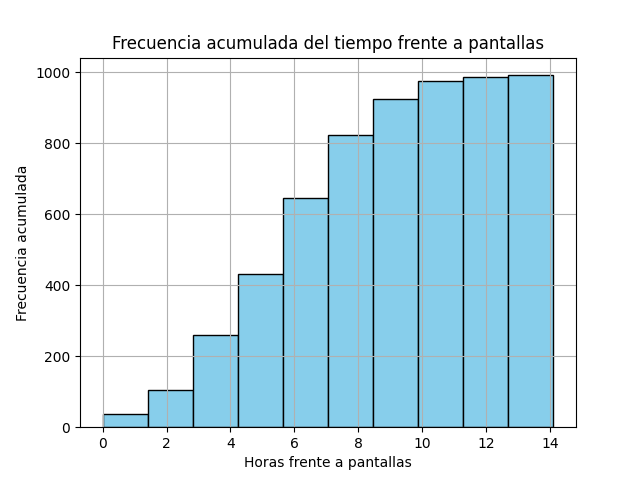 Frecuencia acumulada del tiempo frente a pantallas
1000
800
600
400
200
0
Frecuencia acumulada
0 2 4 6 8 10 12 14
Horas frente a pantallas